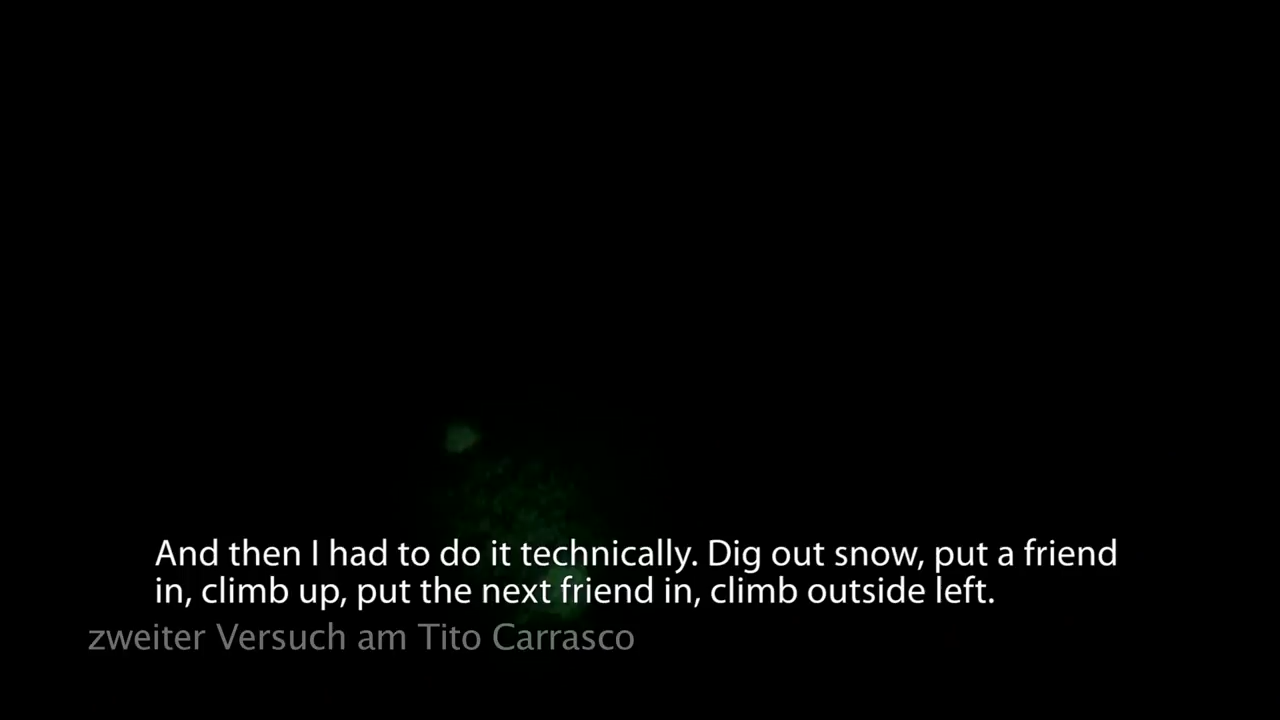 And then I had to do it technically. Dig out snow, put a friend
in, climb up, put the next friend in, climb outside left.
zweiter Versuch am Tito Carrasco